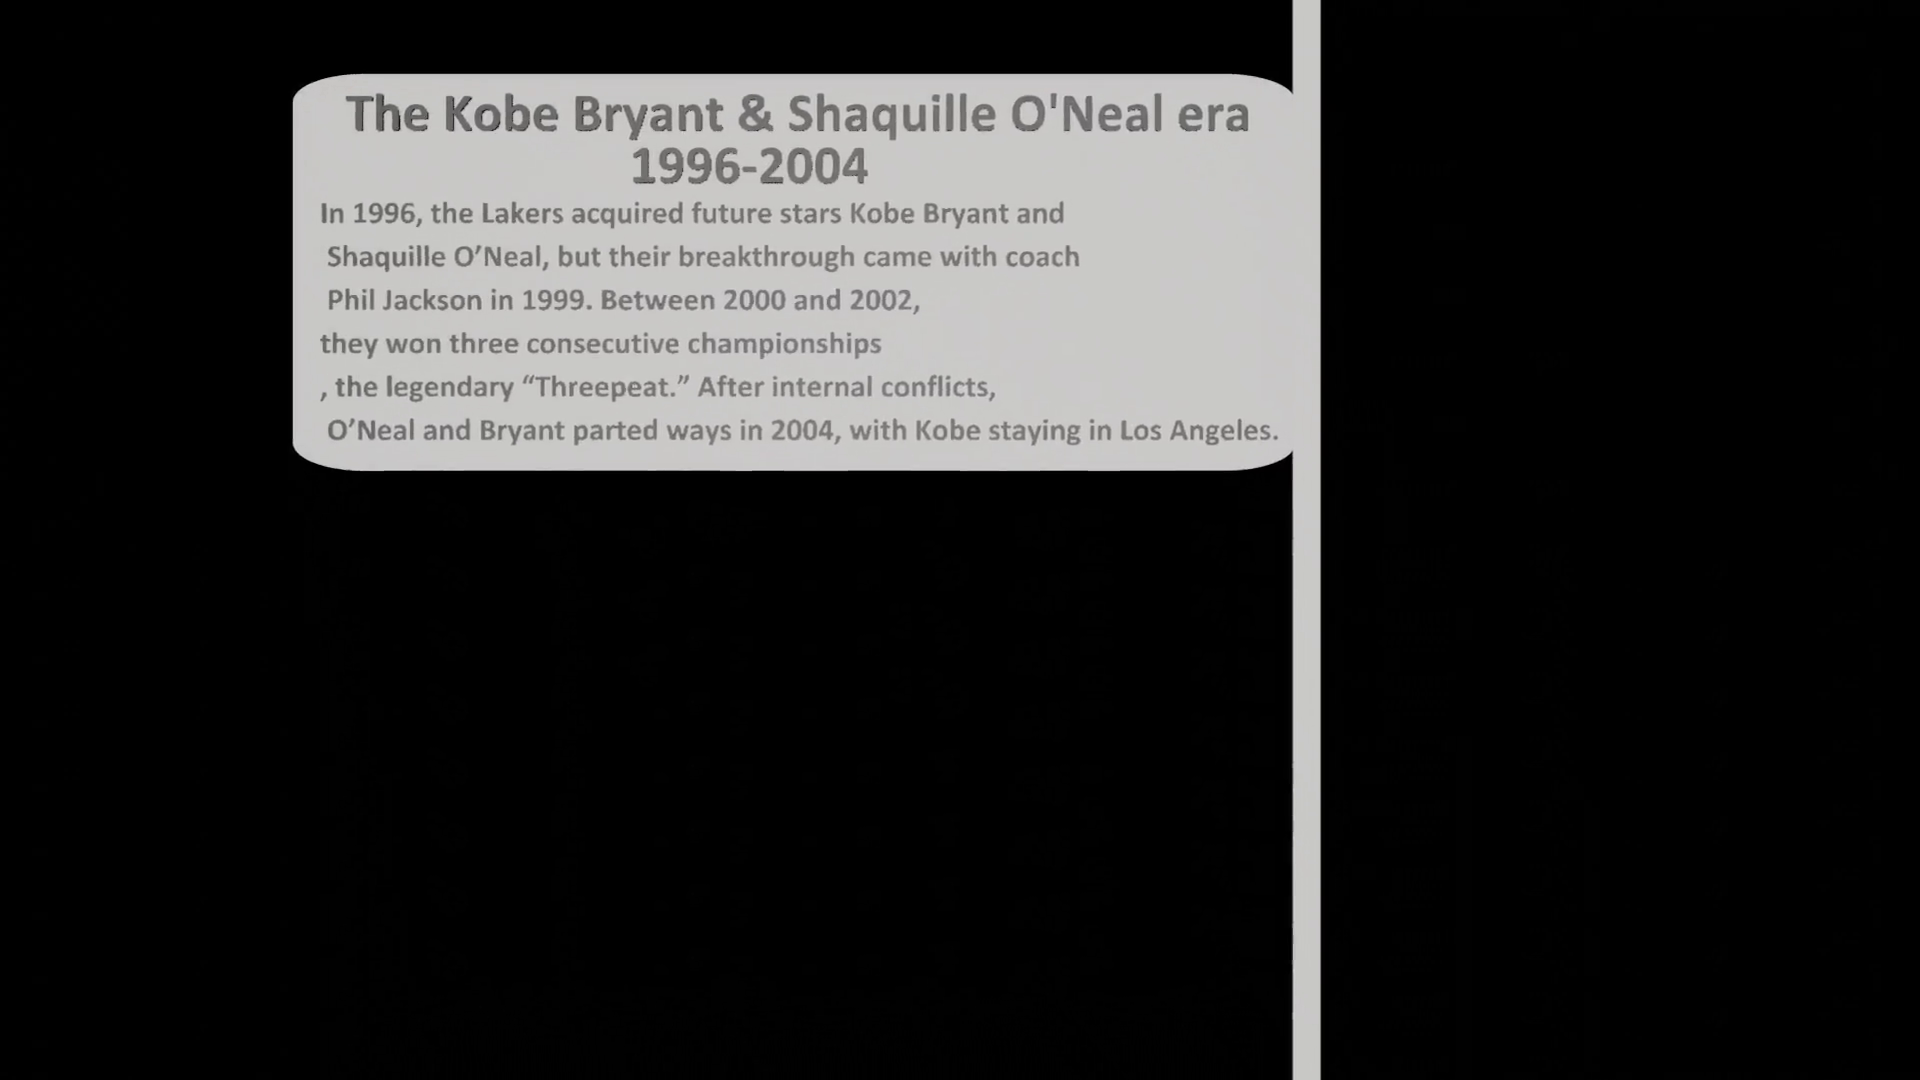 The Kobe Bryant & Shaquille O'Neal era
1996-2004
In 1996, the Lakers acquired future stars Kobe Bryant and
Shaquille O’Neal, but their breakthrough came with coach
Phil Jackson in 1999. Between 2000 and 2002,
they won three consecutive championships
, the legendary “Threepeat.” After internal conflicts,
O’Neal and Bryant parted ways in 2004, with Kobe staying in Los Angeles.